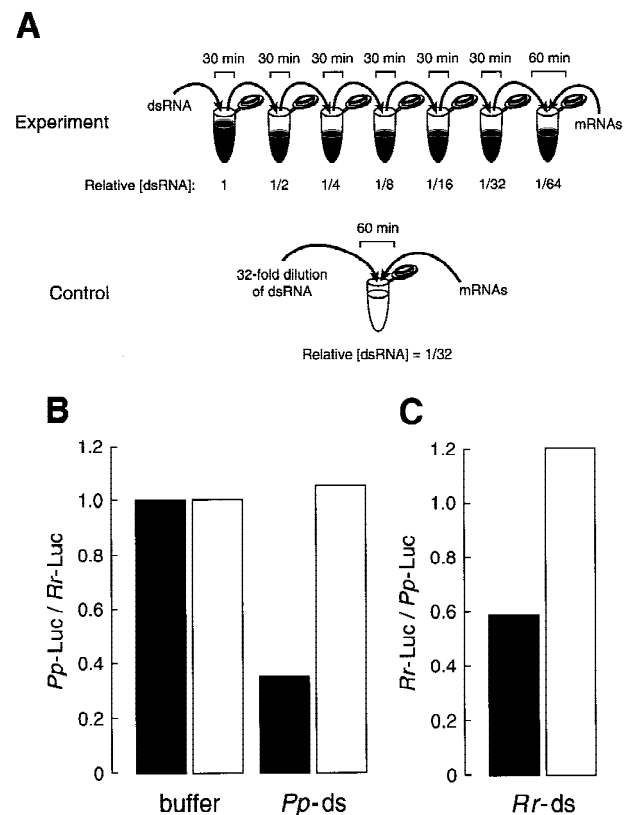 A
30 min 30 min 30 min 30 min 30 min 30 min 60 min
dsRNA
Experiment
mRNAs
Relative [dsRNA]: 1 1/2 1/4 1/8 1/16 1/32 1/64
60 min
32-fold dilution
of dsRNA
mRNAs
Control
Relative [dsRNA] = 1/32
B
Pp-Luc / Rr-Luc
1.2
1.0
0.8
0.6
0.4
0.2
0
buffer Pp-ds
C
Rr-Luc / Pp-Luc
1.2
1.0
0.8
0.6
0.4
0.2
0
Rr-ds